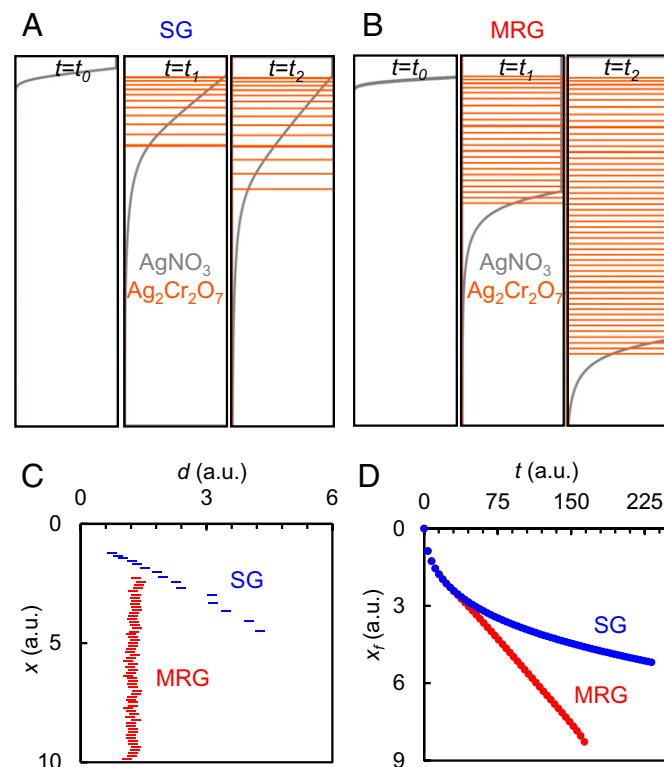 A
SG
B
MRG
t=t0
t=t1
t=t2
t=t0
t=t1
t=t2
AgNO3
Ag2Cr2O7
AgNO3
Ag2Cr2O7
C
d (a.u.)
0
3
6
0
5
10
x (a.u.)
SG
MRG
D
t (a.u.)
0
75
150
225
0
3
6
9
xf (a.u.)
SG
MRG